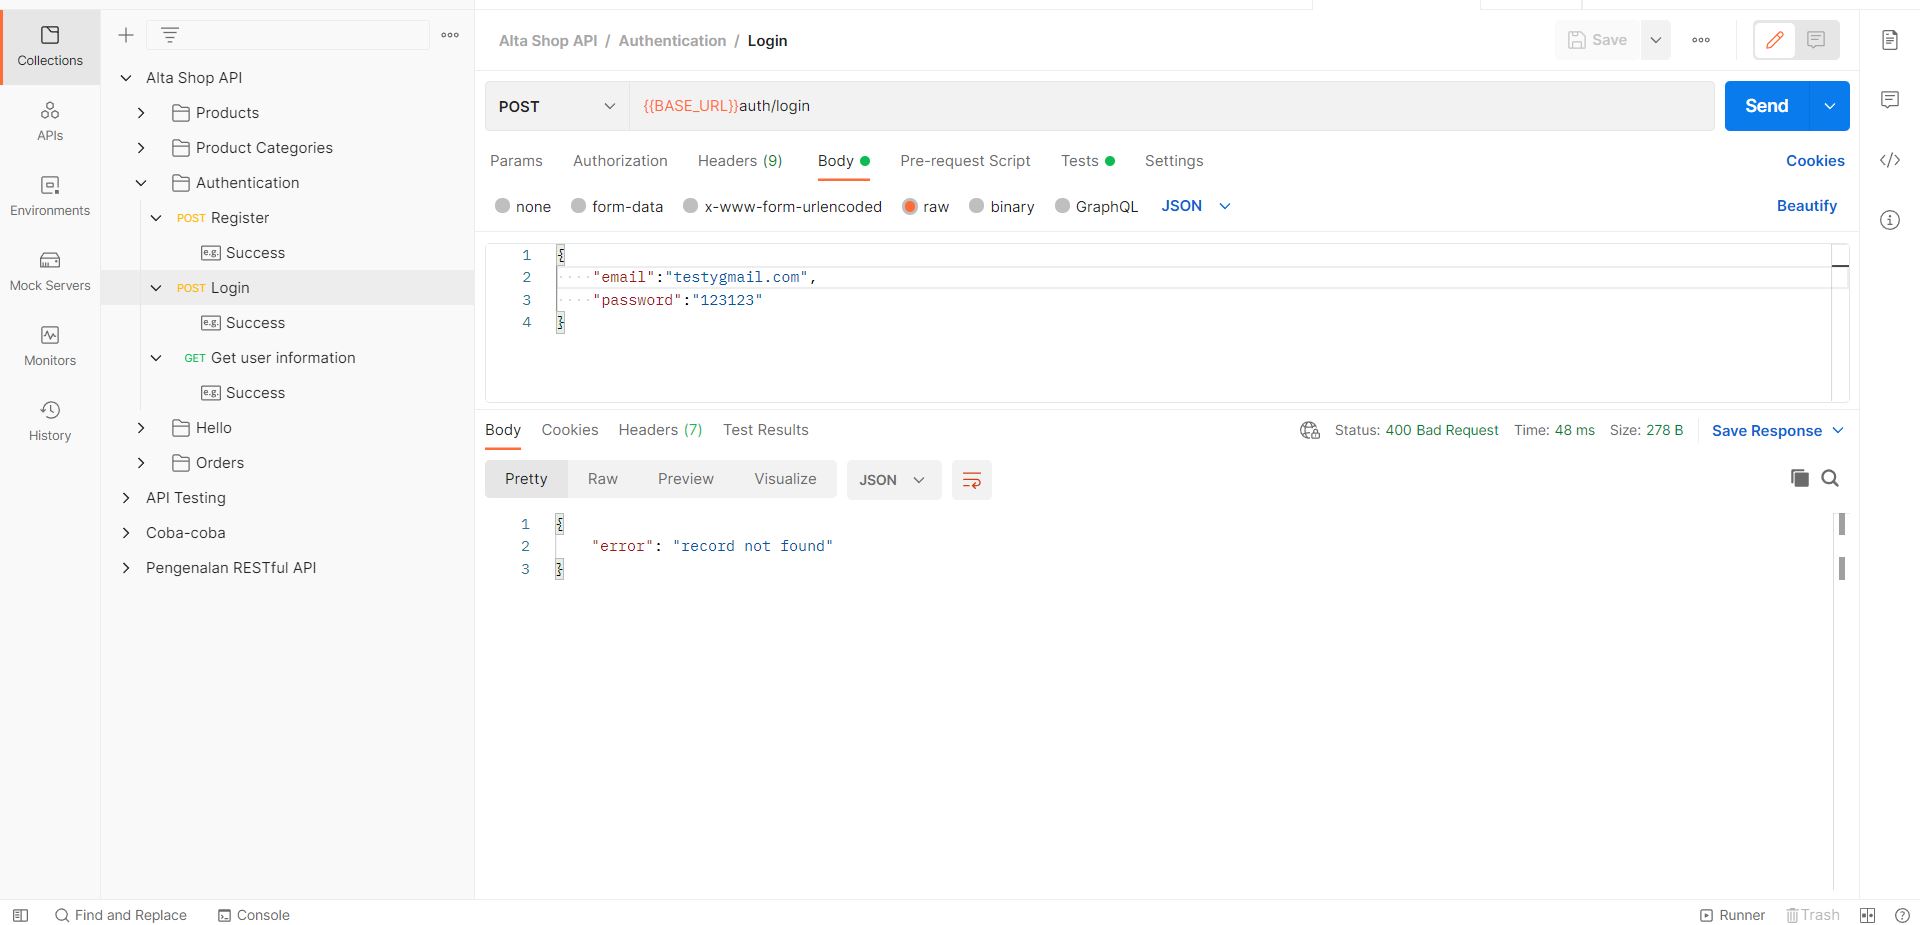 Collections
APIs
Environments
Mock Servers
Monitors
History
Alta Shop API
Products
Product Categories
Authentication
POST Register
e.g. Success
POST Login
e.g. Success
GET Get user information
e.g. Success
Hello
Orders
API Testing
Coba-coba
Pengenalan RESTful API
Alta Shop API / Authentication / Login
Save
POST {{BASE_URL}}auth/login Send
Params Authorization Headers (9) Body Pre-request Script Tests Settings Cookies
none form-data x-www-form-urlencoded raw binary GraphQL JSON Beautify
1 {
2 "email":"testygmail.com",
3 "password":"123123"
4 }
Body Cookies Headers (7) Test Results Status: 400 Bad Request Time: 48 ms Size: 278 B Save Response
Pretty Raw Preview Visualize JSON
1 {
2 "error": "record not found"
3 }
Find and Replace Console Runner Trash